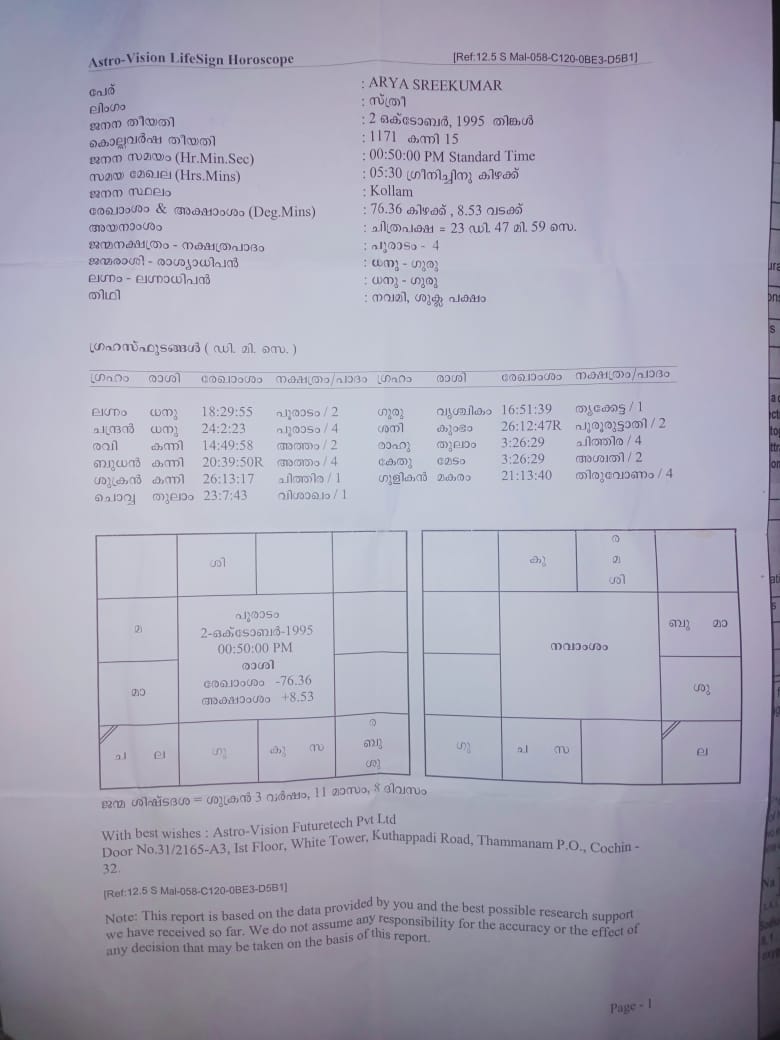 Astro-Vision LifeSign Horoscope [Ref:12.5 S Mal-058-C120-0BE3-D5B1]
പേര് : ARYA SREEKUMAR
ലിംഗം : സ്ത്രീ
ജനന തീയതി : 2 ഒക്ടോബർ, 1995 തിങ്കൾ
കൊല്ലവർഷ തീയതി : 1171 കന്നി 15
ജനന സമയം (Hr.Min.Sec) : 00:50:00 PM Standard Time
സമയ മേഖല (Hrs.Mins) : 05:30 ഗ്രീനിച്ചിനു കിഴക്ക്
ജനന സ്ഥലം : Kollam
രേഖാംശം & അക്ഷാംശം (Deg.Mins) : 76.36 കിഴക്ക് , 8.53 വടക്ക്
അയനാംശം : ചിത്രപക്ഷ = 23 ഡി. 47 മി. 59 സെ.
ജന്മനക്ഷത്രം - നക്ഷത്രപാദം : പൂരാടം - 4
ജന്മരാശി - രാശ്യാധിപൻ : ധനു - ഗുരു
ലഗ്നം - ലഗ്നാധിപൻ : ധനു - ഗുരു
തിഥി : നവമി, ശുക്ല പക്ഷം
ഗ്രഹസ്ഫുടങ്ങൾ ( ഡി. മി. സെ. )
ഗ്രഹം രാശി രേഖാംശം നക്ഷത്രം/പാദം ഗ്രഹം രാശി രേഖാംശം നക്ഷത്രം/പാദം
ലഗ്നം ധനു 18:29:55 പൂരാടം / 2 ഗുരു വൃശ്ചികം 16:51:39 തൃക്കേട്ട / 1
ചന്ദ്രൻ ധനു 24:2:23 പൂരാടം / 4 ശനി കുംഭം 26:12:47R പൂരുരുട്ടാതി / 2
രവി കന്നി 14:49:58 അത്തം / 2 രാഹു തുലാം 3:26:29 ചിത്തിര / 4
ബുധൻ കന്നി 20:39:50R അത്തം / 4 കേതു മേടം 3:26:29 അശ്വതി / 2
ശുക്രൻ കന്നി 26:13:17 ചിത്തിര / 1 ഗുളികൻ മകരം 21:13:40 തിരുവോണം / 4
ചൊവ്വ തുലാം 23:7:43 വിശാഖം / 1
ശി
മ
മാ
ച ല
ഗു
കു സ
ര
ബു
ശു
പൂരാടം
2-ഒക്ടോബർ-1995
00:50:00 PM
രാശി
രേഖാംശം -76.36
അക്ഷാംശം +8.53
കു
ര
മ
ശി
ബു മാ
നവാംശം
ശു
ഗു
ച സ
ല
ജന്മ ശിഷ്ടദശ = ശുക്രൻ 3 വർഷം, 11 മാസം, 8 ദിവസം
With best wishes : Astro-Vision Futuretech Pvt Ltd
Door No.31/2165-A3, Ist Floor, White Tower, Kuthappadi Road, Thammanam P.O., Cochin -
32.
[Ref:12.5 S Mal-058-C120-0BE3-D5B1]
Note: This report is based on the data provided by you and the best possible research support
we have received so far. We do not assume any responsibility for the accuracy or the effect of
any decision that may be taken on the basis of this report.
Page - 1